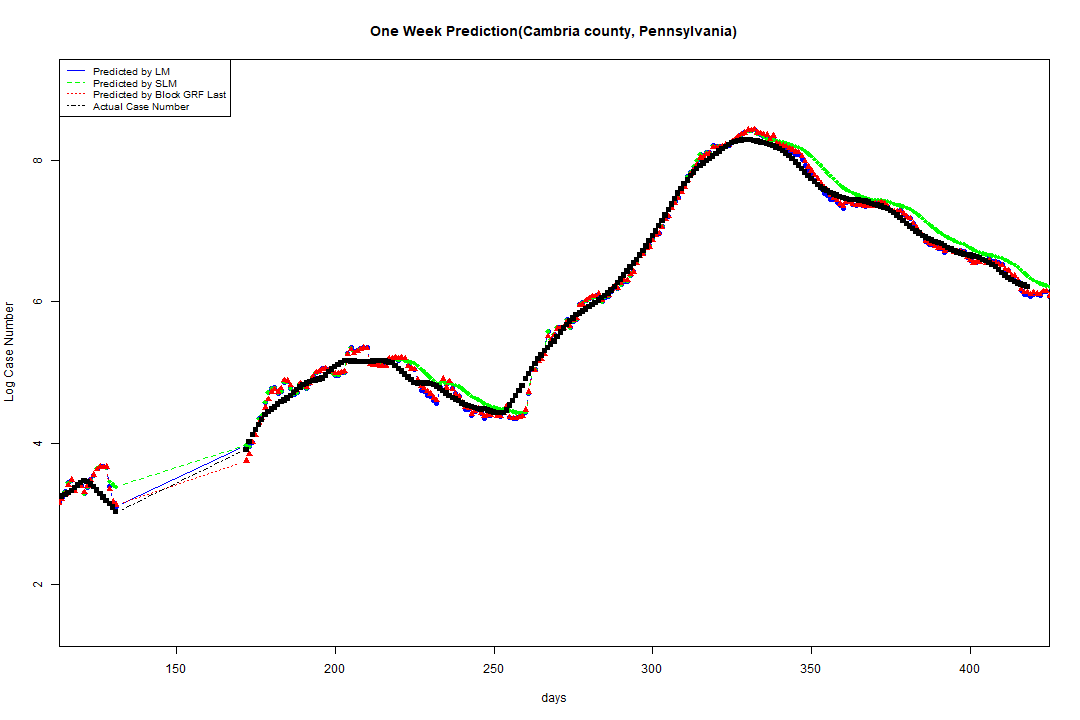 One Week Prediction(Cambria county, Pennsylvania)
Predicted by LM
Predicted by SLM
Predicted by Block GRF Last
Actual Case Number
8
6
4
2
Log Case Number
150 200 250 300 350 400
days